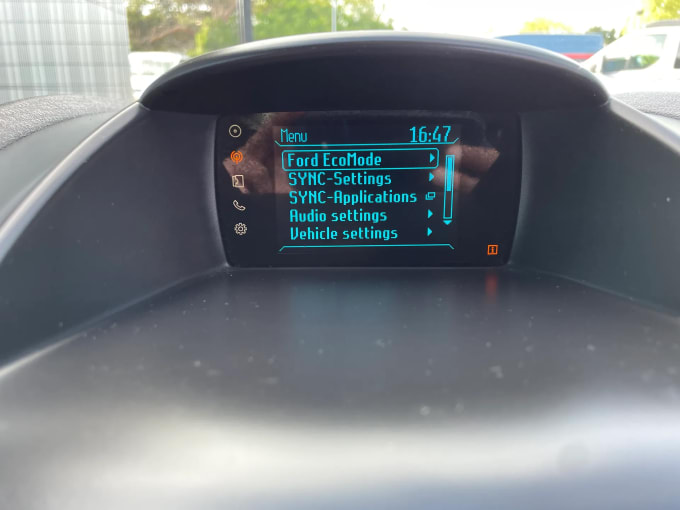 Menu 16:47
Ford EcoMode
SYNC-Settings
SYNC-Applications
Audio settings
Vehicle settings